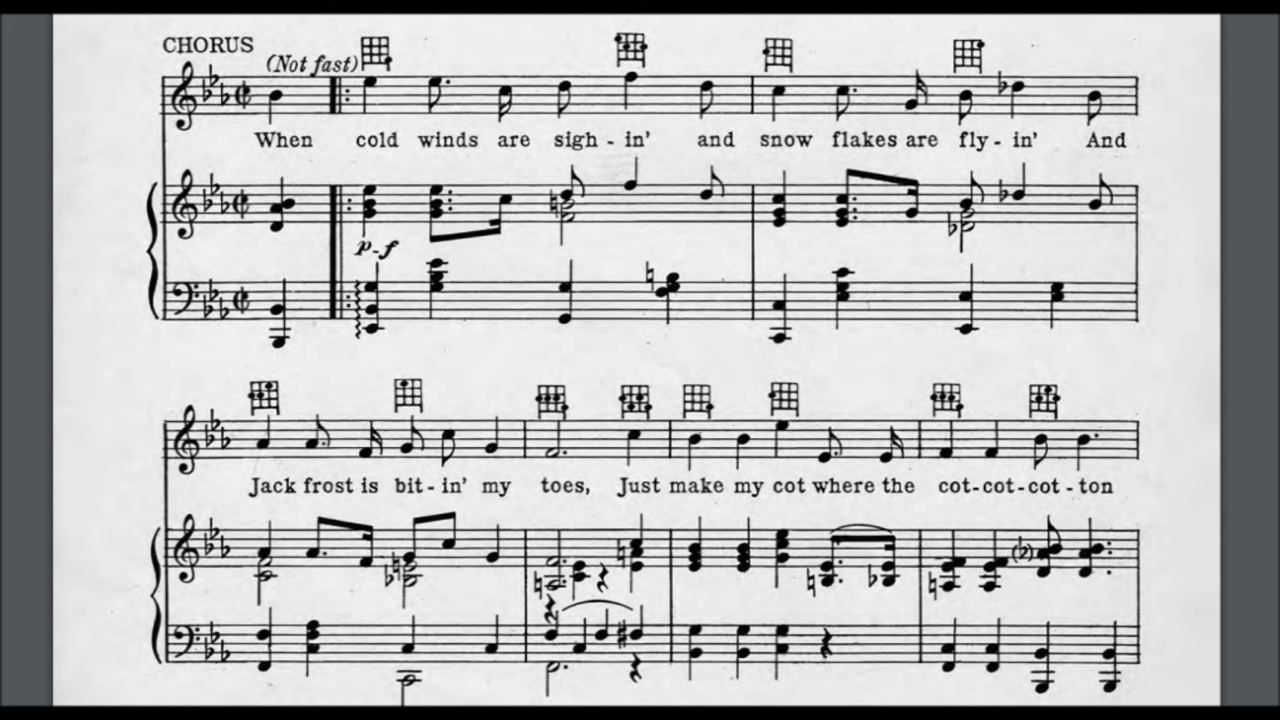 CHORUS
(Not fast)
When cold winds are sigh - in' and snow flakes are fly - in' And
p-f
Jack frost is bit - in' my toes, Just make my cot where the cot - cot - cot - ton
(?)